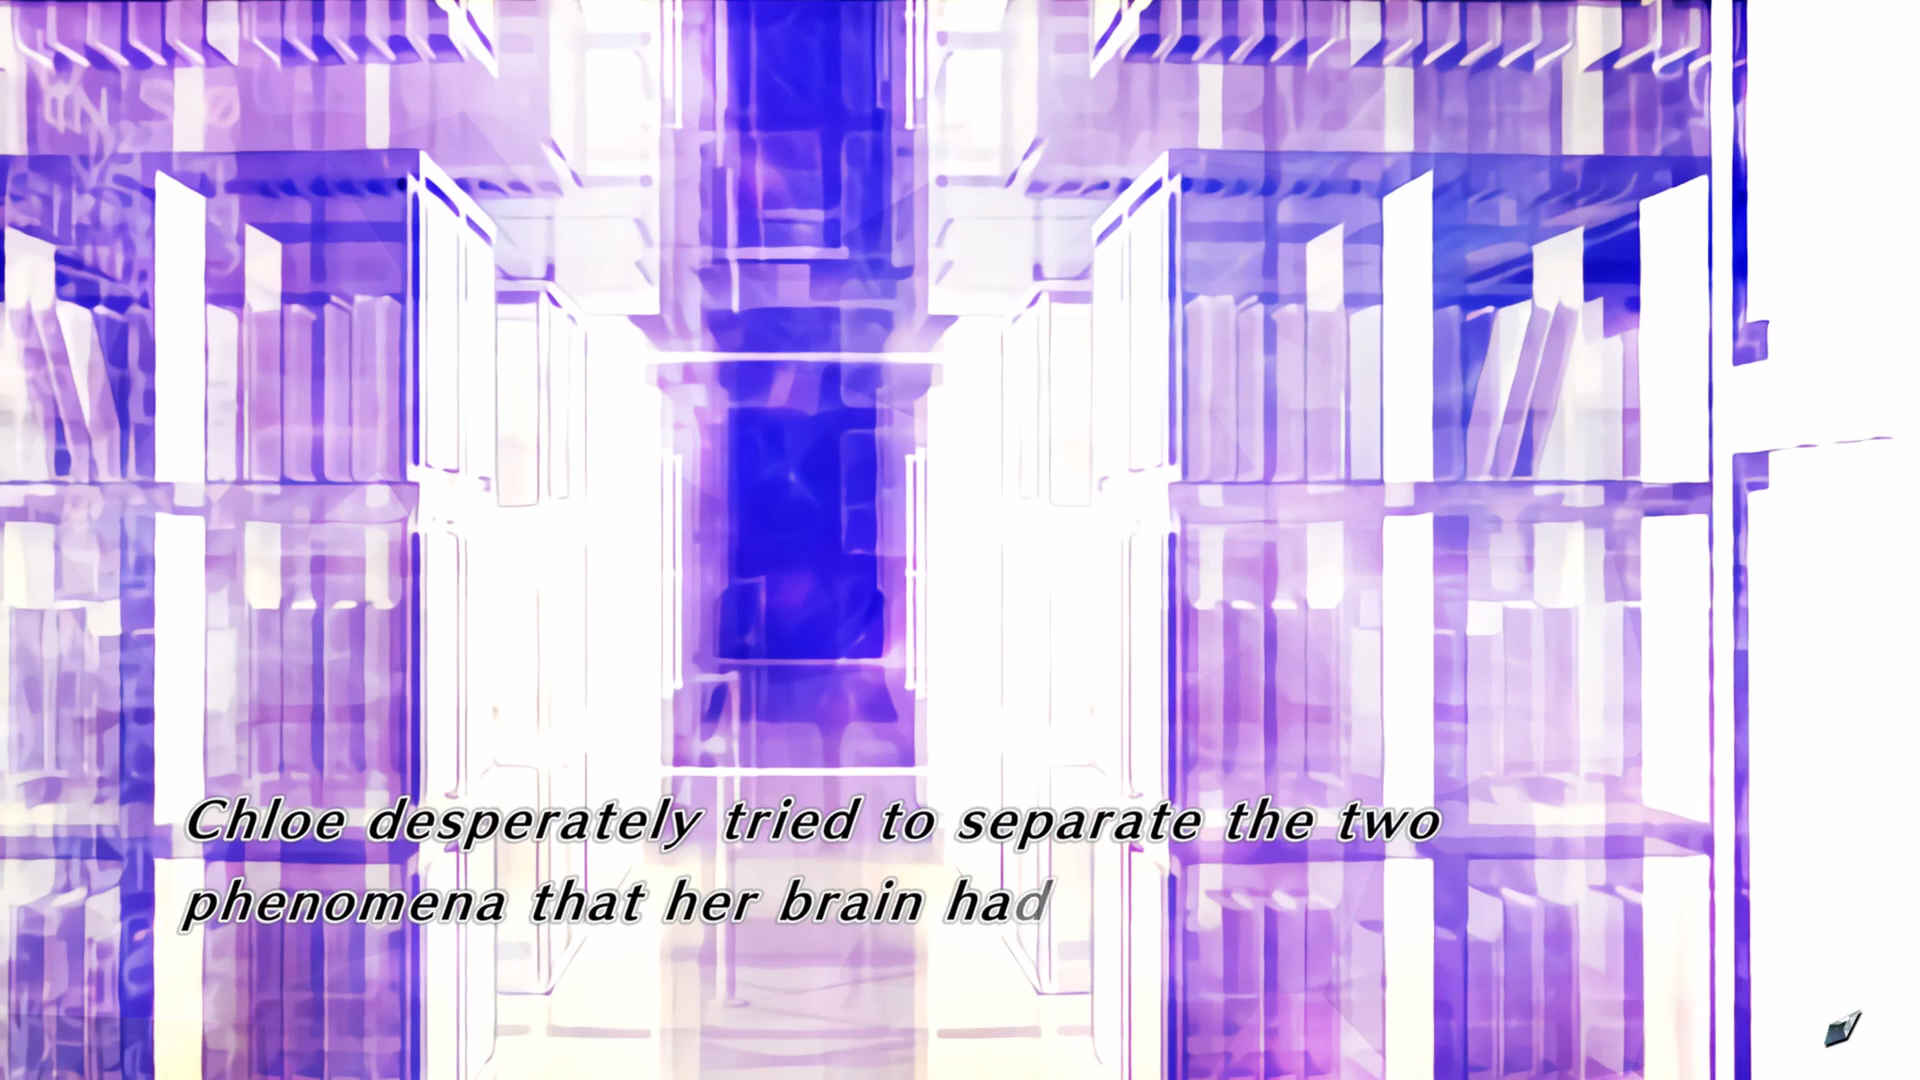 Chloe desperately tried to separate the two
phenomena that her brain had